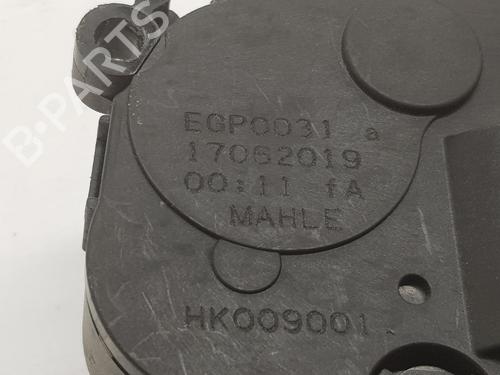 B-PARTS
EGP0031 a
17062019
00:11 fA
MAHLE
HK009001